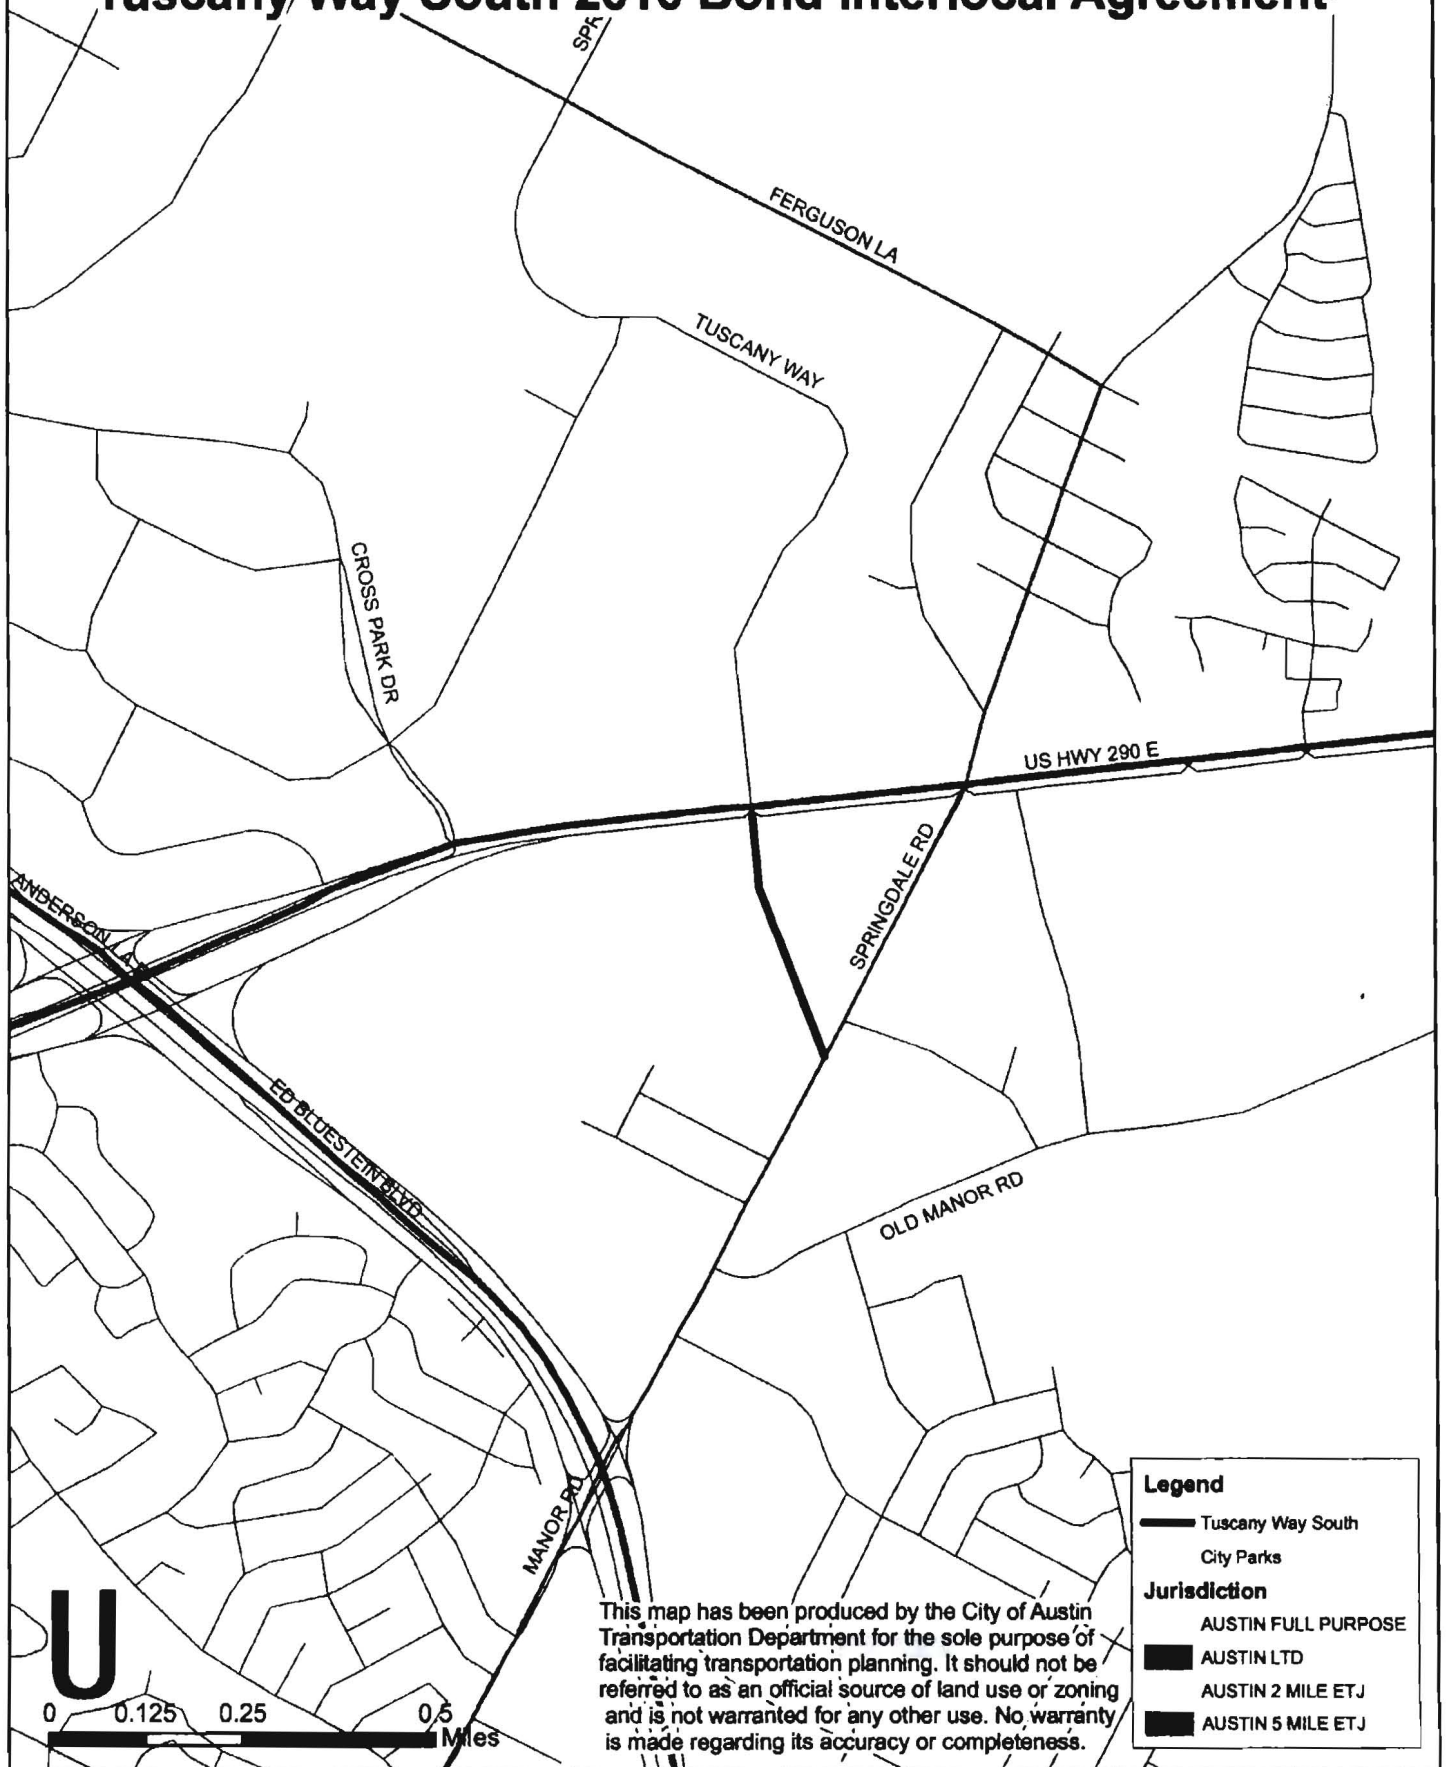 Tuscany Way South 2010 Bond Interlocal Agreement
SPR
FERGUSON LA
TUSCANY WAY
CROSS PARK DR
US HWY 290 E
SPRINGDALE RD
ANDERSON LA
ED BLUESTEIN BLVD
OLD MANOR RD
MANOR RD
Legend
Tuscany Way South
City Parks
Jurisdiction
AUSTIN FULL PURPOSE
AUSTIN LTD
AUSTIN 2 MILE ETJ
AUSTIN 5 MILE ETJ
This map has been produced by the City of Austin
Transportation Department for the sole purpose of
facilitating transportation planning. It should not be
referred to as an official source of land use or zoning
and is not warranted for any other use. No warranty
is made regarding its accuracy or completeness.
U
0 0.125 0.25 0.5
Miles